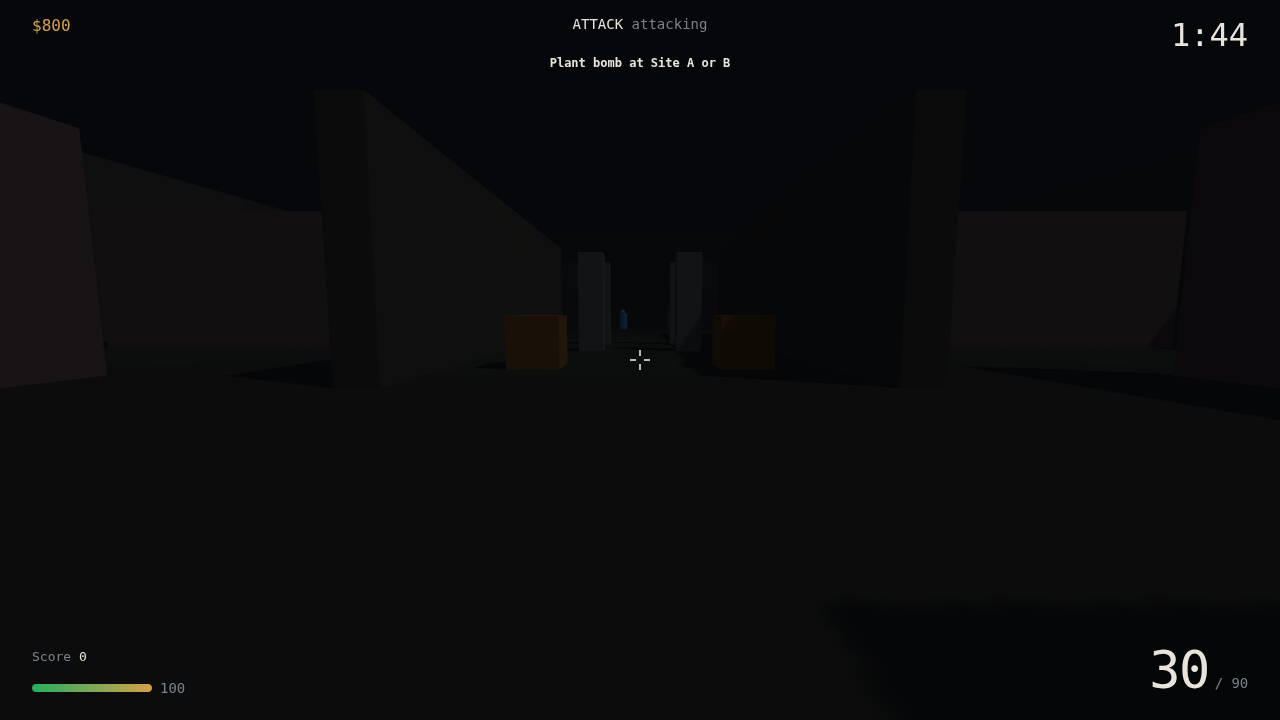 $800
ATTACK attacking
1:44
Plant bomb at Site A or B
Score 0
100
30 / 90